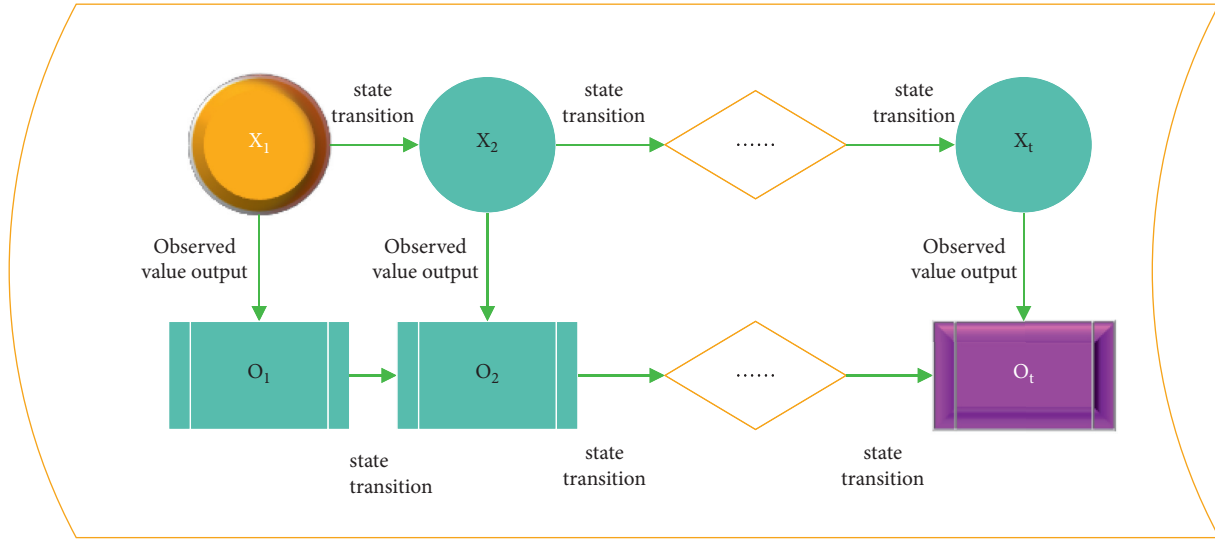 state
transition
state
transition
state
transition
X1
X2
......
Xt
Observed
value output
Observed
value output
Observed
value output
O1
O2
......
Ot
state
transition
state
transition
state
transition